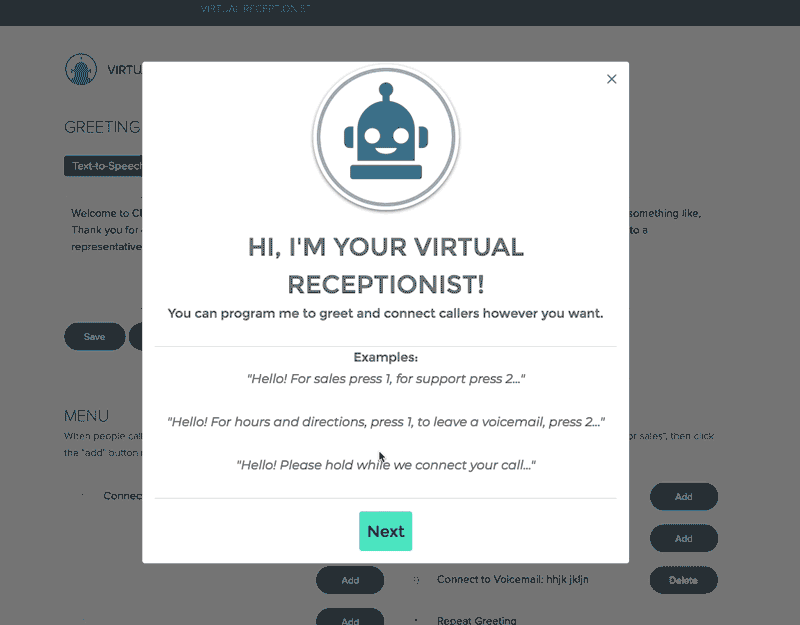 VIRTUAL RECEPTIONIST
VIRTU
GREETING
Text-to-Speech
Welcome to
something like,
Thank you for
to a
representative
HI, I'M YOUR VIRTUAL
RECEPTIONIST!
You can program me to greet and connect callers however you want.
Save
Examples:
"Hello! For sales press 1, for support press 2..."
MENU
"Hello! For hours and directions, press 1, to leave a voicemail, press 2..."
When people cal
or sales", then click
the "add" button
"Hello! Please hold while we connect your call..."
Connec
Add
Next
Add
Add
Connect to Voicemail: hhjk jkljn
Delete
Add
Repeat Greeting